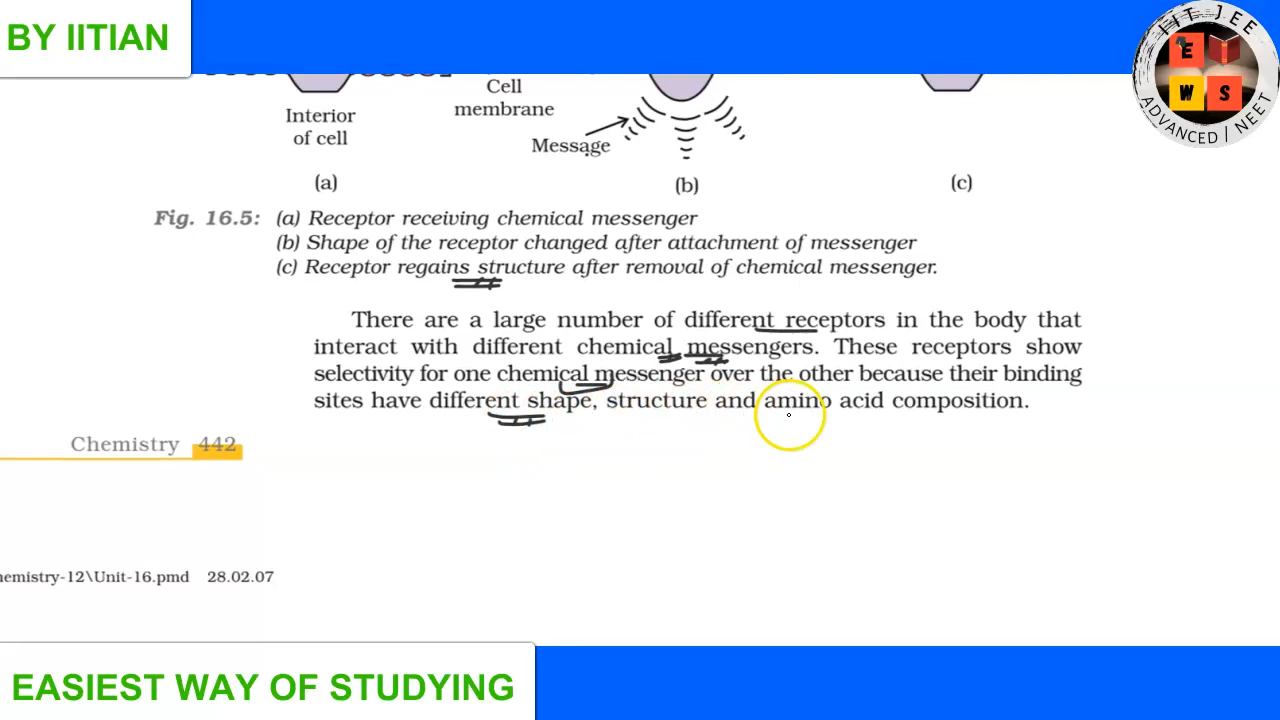 BY IITIAN
IIT JEE
E
W S
ADVANCED | NEET
Cell
membrane
Interior
of cell
Message
(a)
(b)
(c)
Fig. 16.5: (a) Receptor receiving chemical messenger
(b) Shape of the receptor changed after attachment of messenger
(c) Receptor regains structure after removal of chemical messenger.
There are a large number of different receptors in the body that
interact with different chemical messengers. These receptors show
selectivity for one chemical messenger over the other because their binding
sites have different shape, structure and amino acid composition.
Chemistry 442
hemistry-12\Unit-16.pmd 28.02.07
EASIEST WAY OF STUDYING